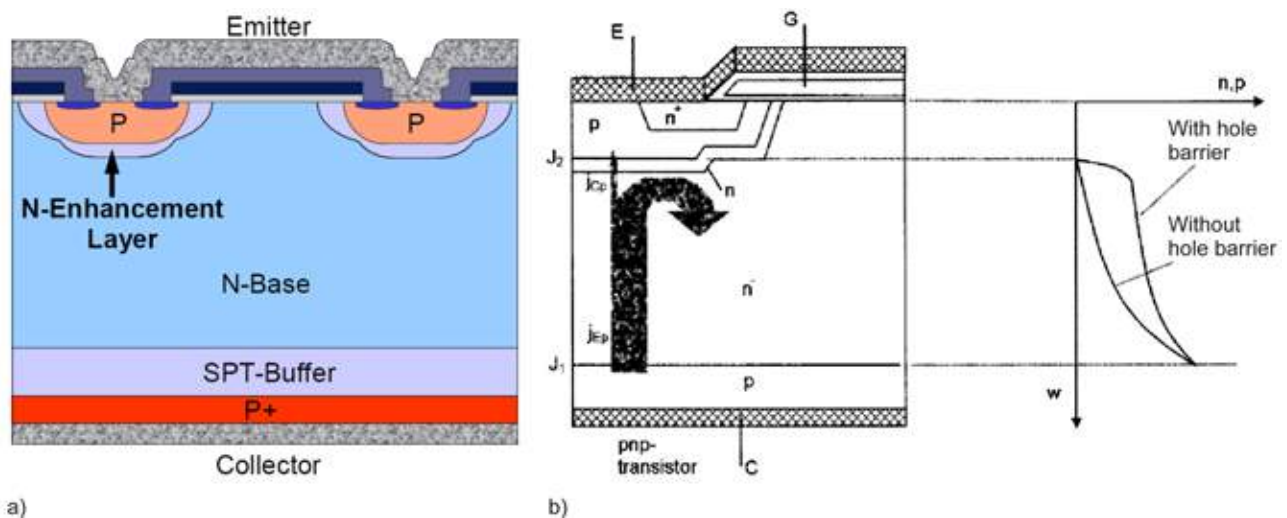 Emitter
P
P
N-Enhancement
Layer
N-Base
SPT-Buffer
P+
Collector
a)
E
G
n+
p
J2
jCp
n
n-
jEp
J1
p
pnp-
transistor
C
b)
n,p
With hole
barrier
Without
hole barrier
w